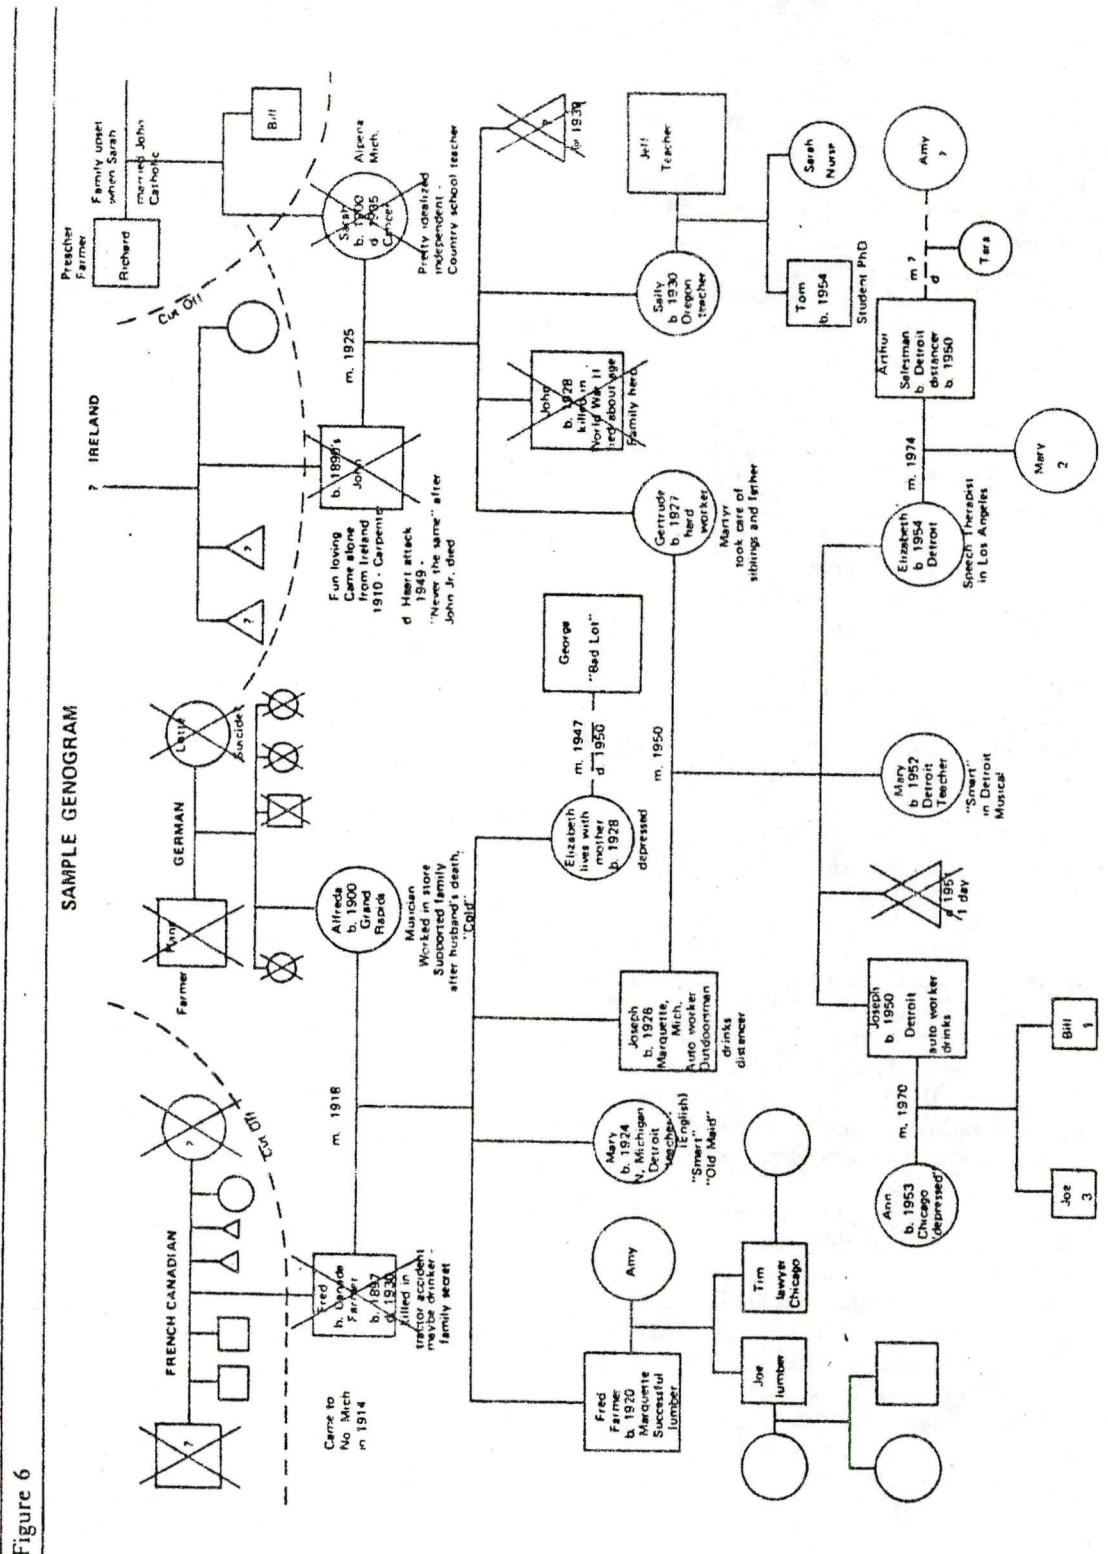 Figure 6
SAMPLE GENOGRAM
FRENCH CANADIAN
?
?
Cut Off
Came to
No Mich
in 1914
Fred
b. Canada
Farmer
b. 1897
d. 1930
killed in
tractor accident
maybe drinker -
family secret
m. 1918
GERMAN
Farmer
Suicide
Alfreda
b. 1900
Grand
Rapids
Musician
Worked in store
Supported family
after husband's death.
"Cold"
? IRELAND
?
?
Fun loving
Came alone
from Ireland
1910 - Carpenter
d Heart attack
1949 -
"Never the same" after
John Jr. died
b. 1890's
John
m. 1925
Cut Off
Preacher
Farmer
Richard
Family upset
when Sarah
married John
Catholic
Bill
Sarah
b. 1900
d 1935
Cancer
Alpena
Mich.
Pretty idealized
independent -
Country school teacher
Fred
Farmer
b. 1920
Marquette
Successful
lumber
Amy
Joe
lumber
Tim
lawyer
Chicago
Mary
b. 1924
N. Michigan
Detroit
teacher
(English)
"Smart"
"Old Maid"
Joseph
b. 1926
Marquette,
Mich.
Auto worker
Outdoorsman
drinks
distancer
Elizabeth
lives with
mother
b. 1928
depressed
m. 1947
d. 1950
George
"Bad Lot"
m. 1950
Gertrude
b. 1927
hard
worker
Martyr
took care of
siblings and father
John
b. 1928
killed in
World War II
about age
Family hero
Sally
b 1930
Oregon
teacher
Jeff
Teacher
?
1939
Tom
b. 1954
Student PhD
Sarah
Nurse
Joseph
b 1950
Detroit
auto worker
drinks
m. 1970
Ann
b. 1953
Chicago
"depressed"
Joe
3
Bill
1
d 1951
1 day
Mary
b 1952
Detroit
Teacher
"Smart"
in Detroit
Musical
Elizabeth
b 1954
Detroit
Speech Therapist
in Los Angeles
m. 1974
Arthur
Salesman
b Detroit
distancer
b. 1950
m ?
d
Amy
?
Tara
Mary
2